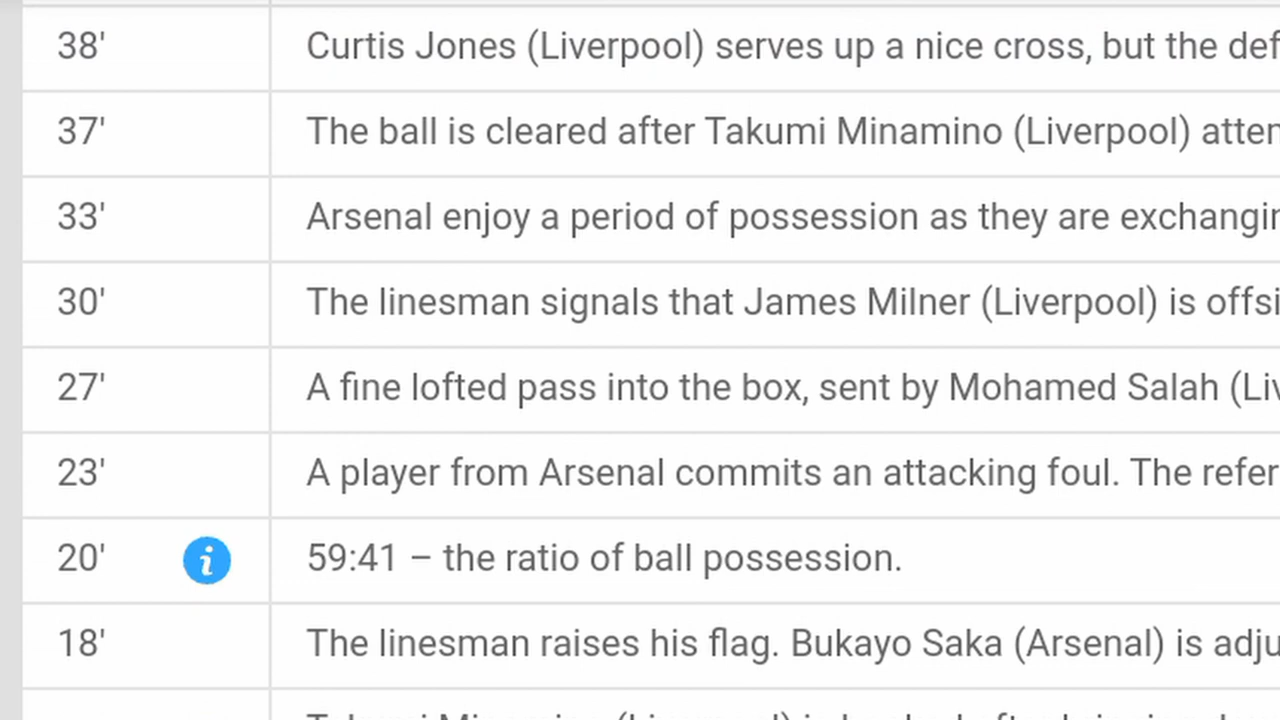 38' Curtis Jones (Liverpool) serves up a nice cross, but the
37' The ball is cleared after Takumi Minamino (Liverpool)
33' Arsenal enjoy a period of possession as they are
30' The linesman signals that James Milner (Liverpool) is
27' A fine lofted pass into the box, sent by Mohamed Salah
23' A player from Arsenal commits an attacking foul. The
20' i 59:41 – the ratio of ball possession.
18' The linesman raises his flag. Bukayo Saka (Arsenal) is